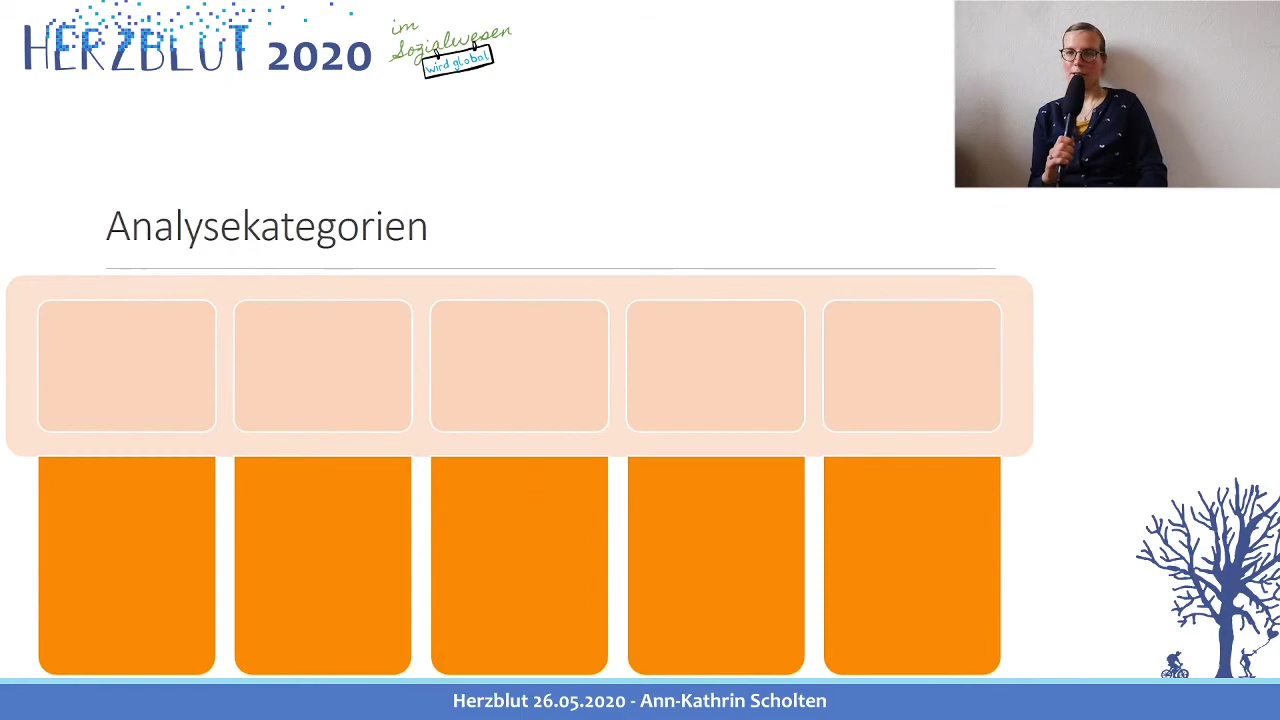 HERZBLUT 2020
im
Sozialwesen
wird global
Analysekategorien
Herzblut 26.05.2020 - Ann-Kathrin Scholten